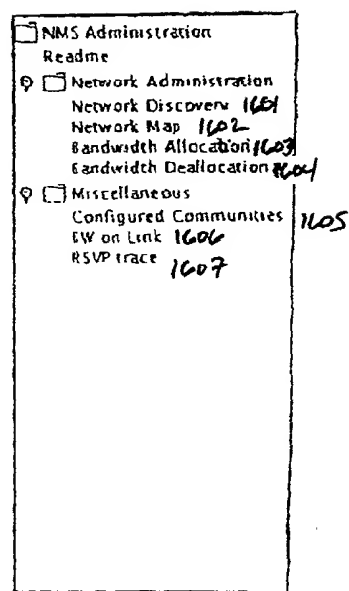 NMS Administration
Readme
Network Administration
Network Discovery 1601
Network Map 1602
Bandwidth Allocation 1603
Bandwidth Deallocation 1604
Miscellaneous
Configured Communities 1605
BW on Link 1606
RSVP trace 1607